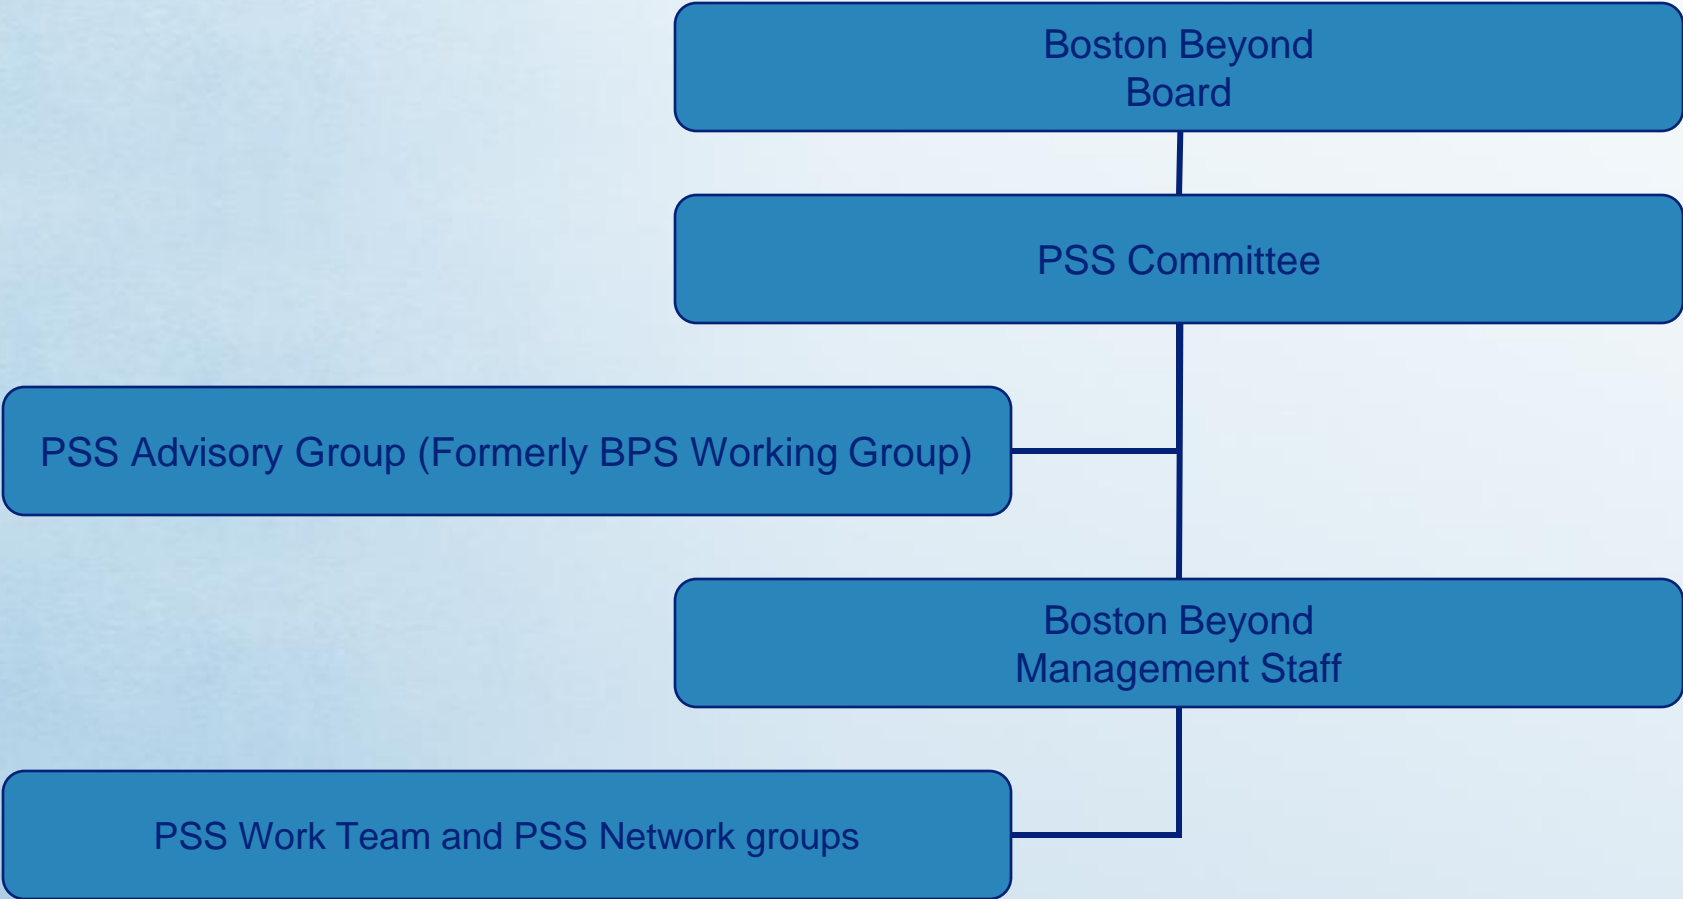 Boston Beyond
Board
PSS Committee
PSS Advisory Group (Formerly BPS Working Group)
Boston Beyond
Management Staff
PSS Work Team and PSS Network groups